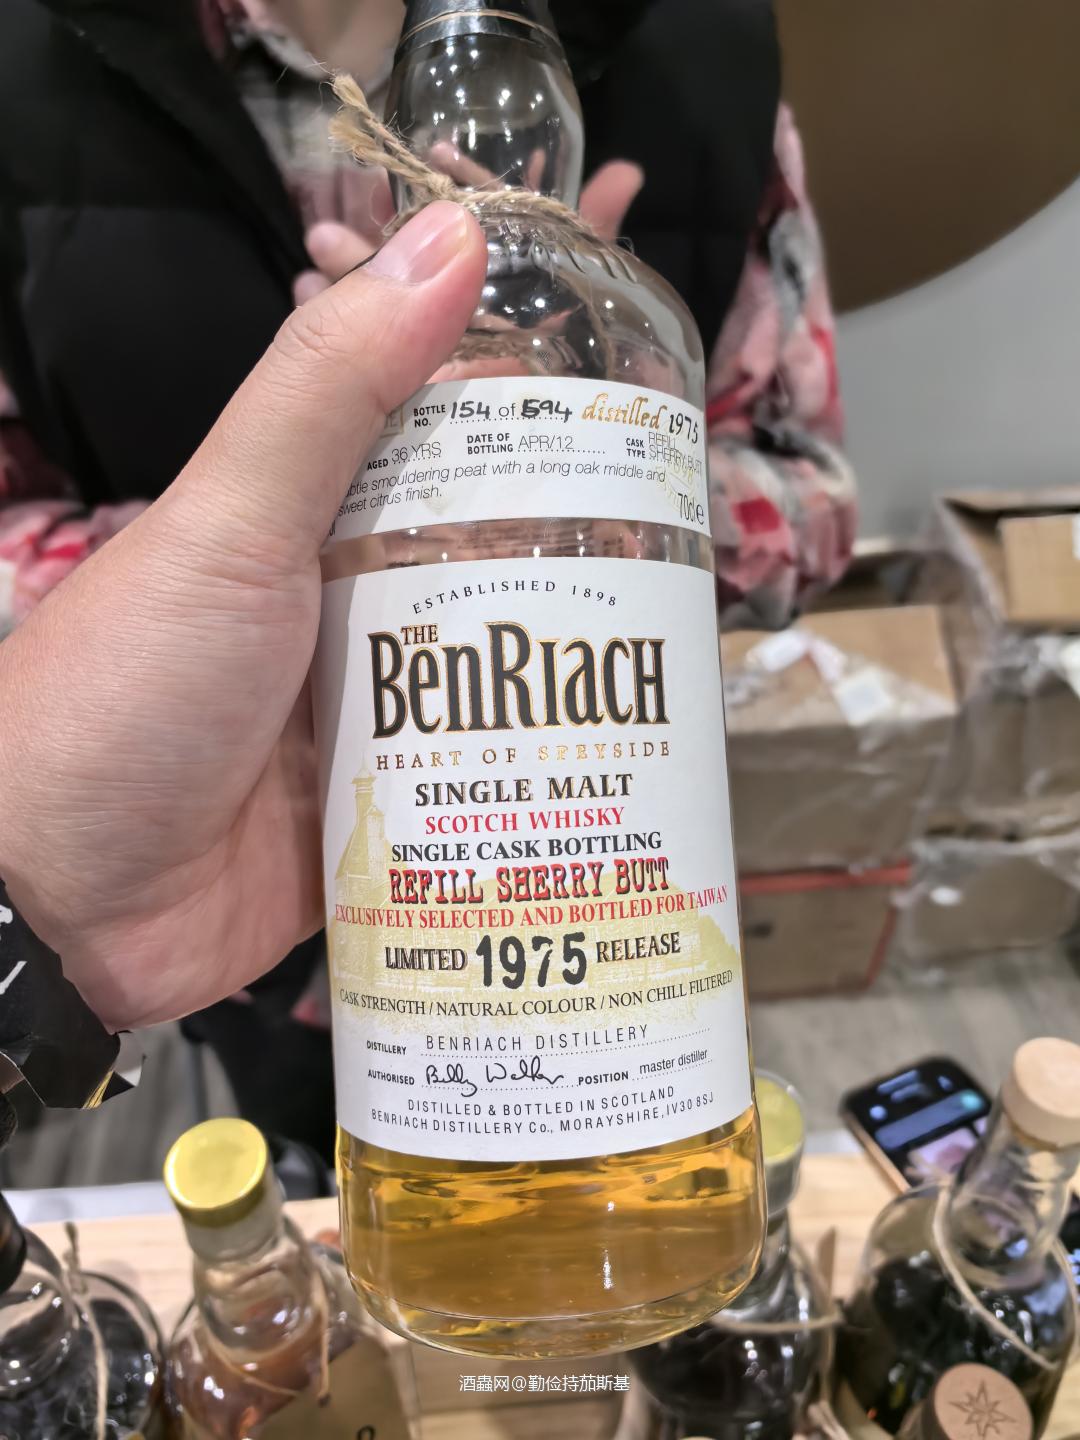 BOTTLE NO. 154 of 594 distilled 1975
AGED 36 YRS DATE OF BOTTLING APR/12 CASK TYPE REFILL SHERRY BUTT
smouldering peat with a long oak middle and
sweet citrus finish.
70cl e
ESTABLISHED 1898
THE
BENRIACH
HEART OF SPEYSIDE
SINGLE MALT
SCOTCH WHISKY
SINGLE CASK BOTTLING
REFILL SHERRY BUTT
EXCLUSIVELY SELECTED AND BOTTLED FOR TAIWAN
LIMITED 1975 RELEASE
CASK STRENGTH / NATURAL COLOUR / NON CHILL FILTERED
DISTILLERY BENRIACH DISTILLERY
AUTHORISED Billy Walker POSITION master distiller
DISTILLED & BOTTLED IN SCOTLAND
BENRIACH DISTILLERY Co., MORAYSHIRE, IV30 8SJ
酒蟲网@勤俭持茄斯基